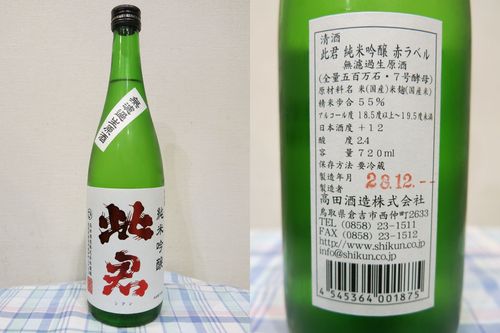 無濾過生原酒
純米吟醸
此君
シクン
清酒
此君 純米吟醸 赤ラベル
無濾過生原酒
(全量五百万石・7号酵母)
原材料名 米(国産)米麹(国産米)
精米歩合 55%
アルコール度 18.5度以上〜19.5度未満
日本酒度 +12
酸 度 2.4
容 量 720ml
保存方法 要冷蔵
製造年月 28.12.--
製造者
高田酒造株式会社
鳥取県倉吉市西仲町2633
TEL (0858) 23-1511
FAX (0858) 23-1512
http://www.shikun.co.jp
info@shikun.co.jp
4 545364 001875